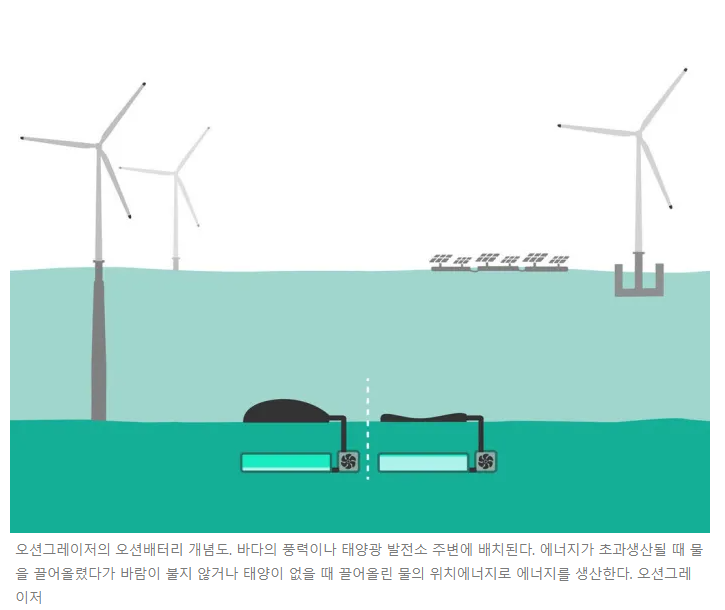 오션그레이저의 오션배터리 개념도. 바다의 풍력이나 태양광 발전소 주변에 배치된다. 에너지가 초과생산될 때 물
을 끌어올렸다가 바람이 불지 않거나 태양이 없을 때 끌어올린 물의 위치에너지로 에너지를 생산한다. 오션그레
이저